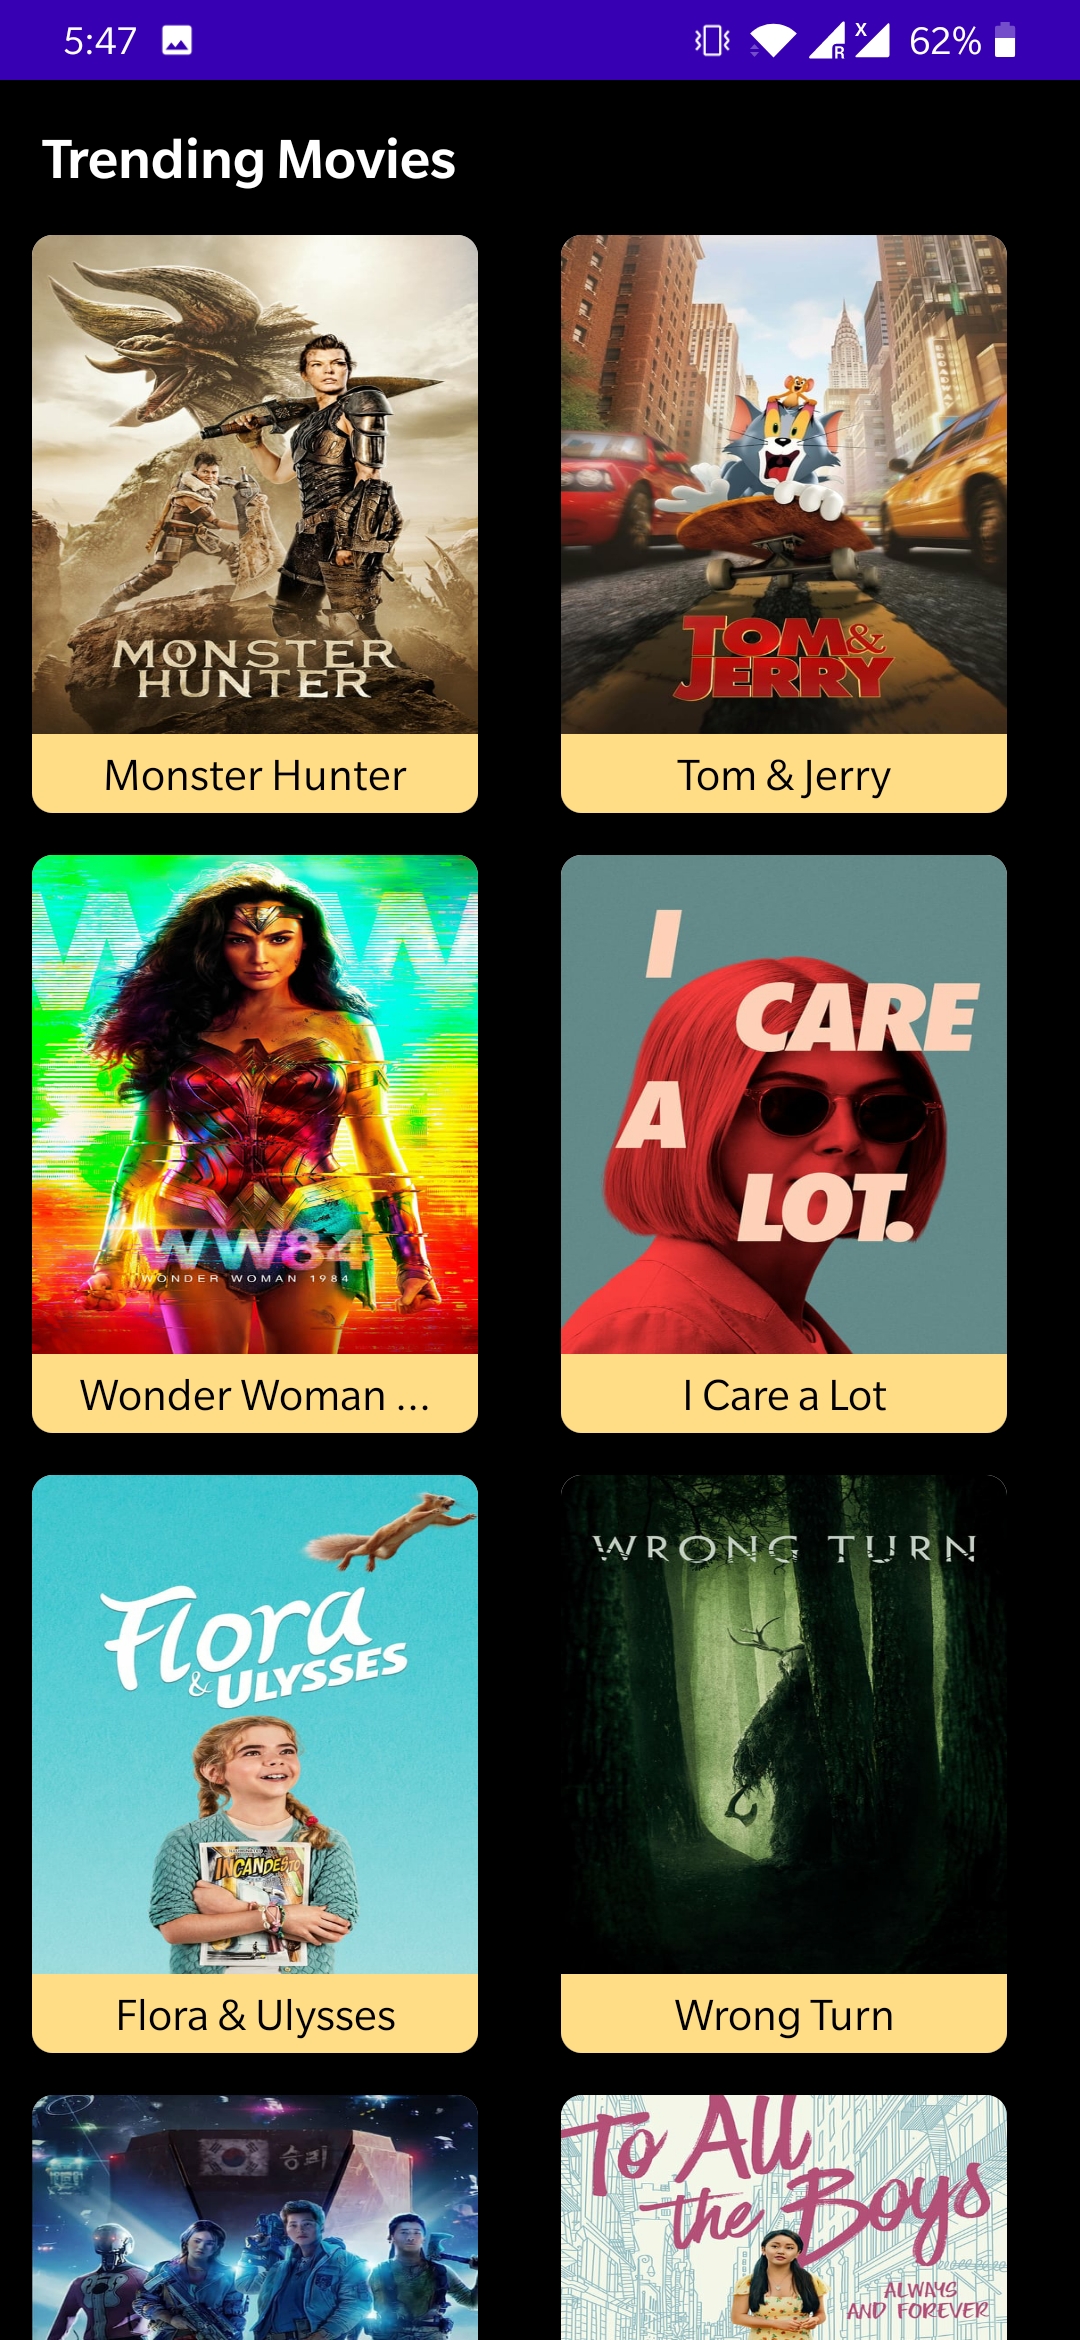 5:47
R
X
62%
Trending Movies
MONSTER
HUNTER
TOM&
JERRY
Monster Hunter
Tom & Jerry
WW
WW84
WONDER WOMAN 1984
I
CARE
A
LOT.
Wonder Woman ...
I Care a Lot
Flora
& ULYSSES
INCANDESTO
WRONG TURN
Flora & Ulysses
Wrong Turn
승리
To All
the Boys
ALWAYS
AND FOREVER